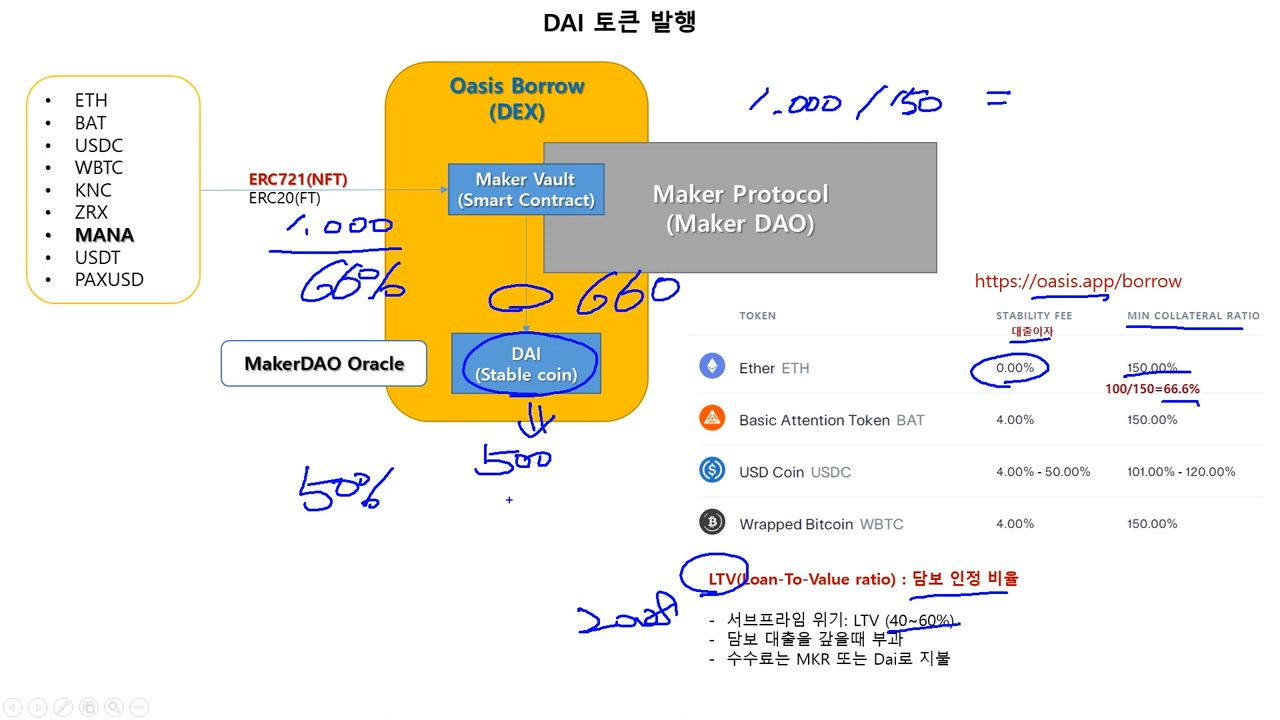 DAI 토큰 발행
• ETH
• BAT
• USDC
• WBTC
• KNC
• ZRX
• MANA
• USDT
• PAXUSD
ERC721(NFT)
ERC20(FT)
1.000
66%
Oasis Borrow
(DEX)
Maker Vault
(Smart Contract)
Maker Protocol
(Maker DAO)
1.000 / 150 =
660
MakerDAO Oracle
DAI
(Stable coin)
500
50%
https://oasis.app/borrow
TOKEN STABILITY FEE MIN COLLATERAL RATIO
대출이자
Ether ETH 0.00% 150.00%
100/150=66.6%
Basic Attention Token BAT 4.00% 150.00%
USD Coin USDC 4.00% - 50.00% 101.00% - 120.00%
Wrapped Bitcoin WBTC 4.00% 150.00%
LTV(Loan-To-Value ratio) : 담보 인정 비율
- 서브프라임 위기: LTV (40~60%)
- 담보 대출을 갚을때 부과
- 수수료는 MKR 또는 Dai로 지불